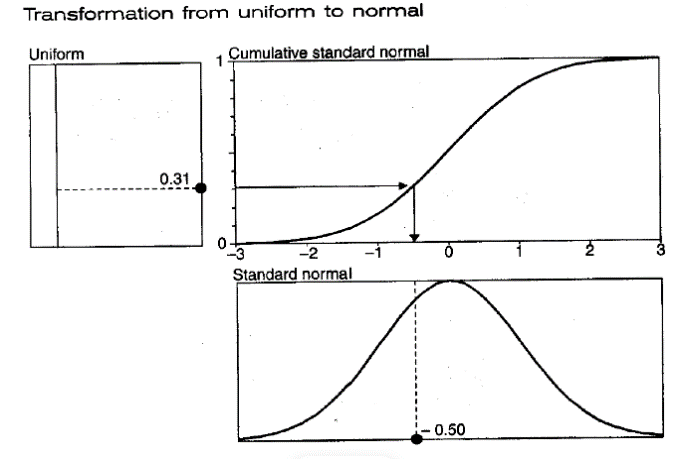 Transformation from uniform to normal
Uniform
Cumulative standard normal
1
0.31
0
-3 -2 -1 0 1 2 3
Standard normal
- 0.50